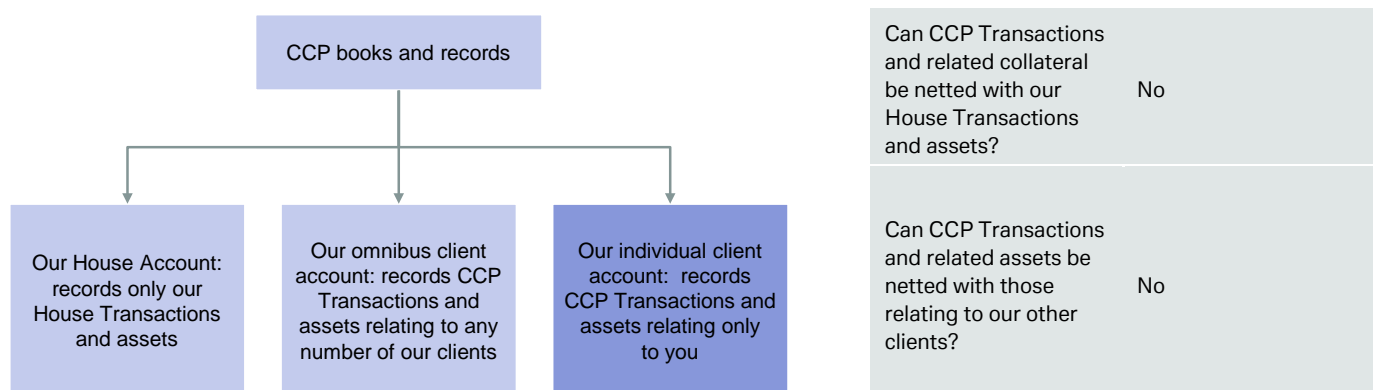 CCP books and records
Our House Account:
records only our
House Transactions
and assets
Our omnibus client
account: records CCP
Transactions and
assets relating to any
number of our clients
Our individual client
account:  records
CCP Transactions and
assets relating only
to you
Can CCP Transactions
and related collateral
be netted with our
House Transactions
and assets?
No
Can CCP Transactions
and related assets be
netted with those
relating to our other
clients?
No